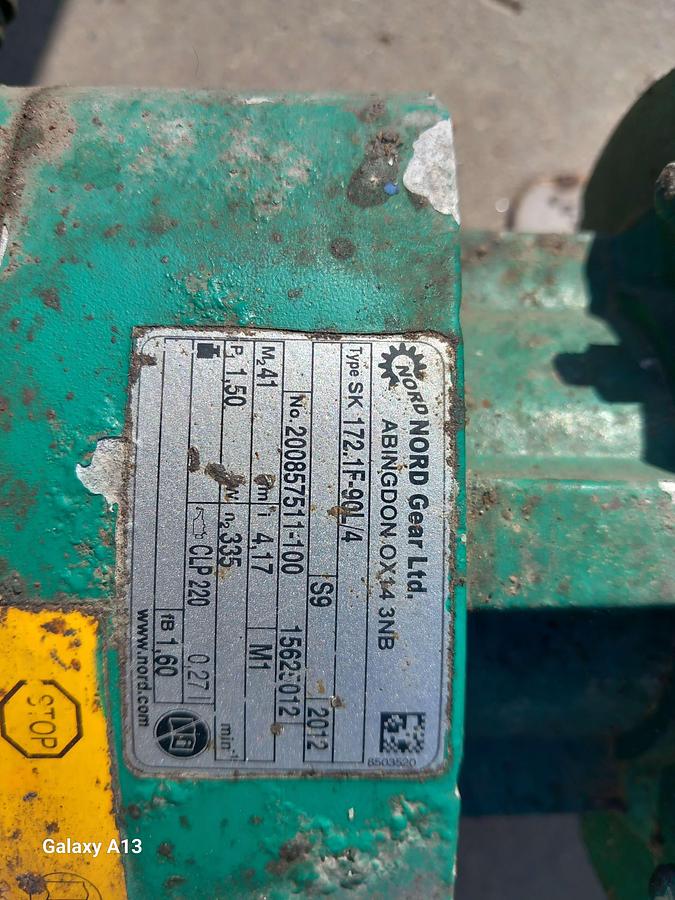 NORD
NORD Gear Ltd.
ABINGDON OX14 3NB
8503520
Type SK 172.1F-90L/4
S9 2012
No. 200857511-100
M₂ 41 i 4,17 M1
P₁ 1,50 kW n₂ 335 min⁻¹
CLP 220 0,27 l
fB 1,60
www.nord.com
STOP
Galaxy A13